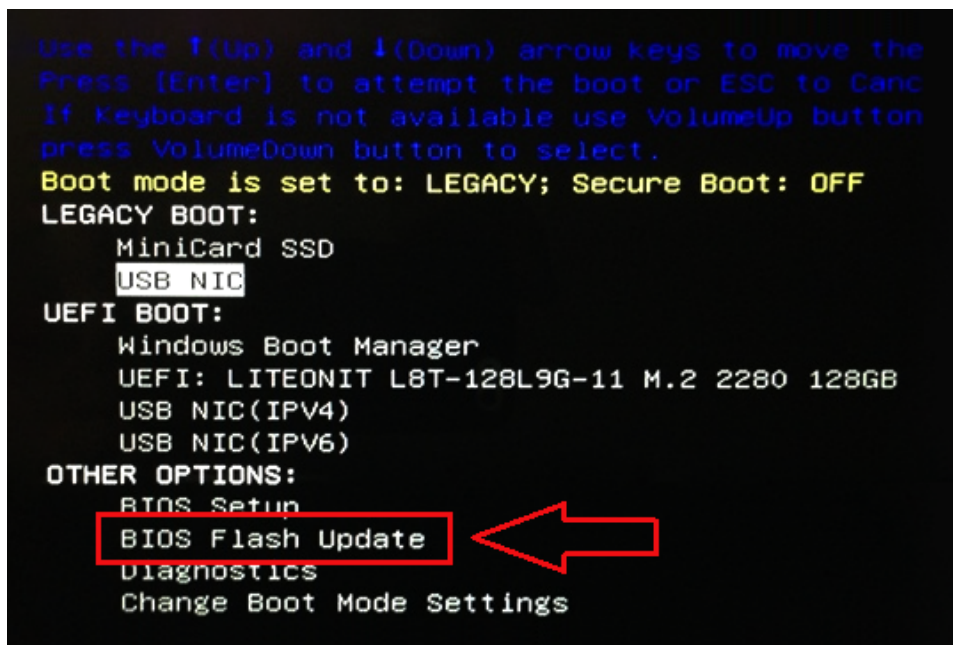 Use the ↑(Up) and ↓(Down) arrow keys to move the
Press [Enter] to attempt the boot or ESC to Canc
If Keyboard is not available use VolumeUp button
press VolumeDown button to select.
Boot mode is set to: LEGACY; Secure Boot: OFF
LEGACY BOOT:
MiniCard SSD
USB NIC
UEFI BOOT:
Windows Boot Manager
UEFI: LITEONIT L8T-128L9G-11 M.2 2280 128GB
USB NIC(IPV4)
USB NIC(IPV6)
OTHER OPTIONS:
BIOS Setup
BIOS Flash Update
Diagnostics
Change Boot Mode Settings